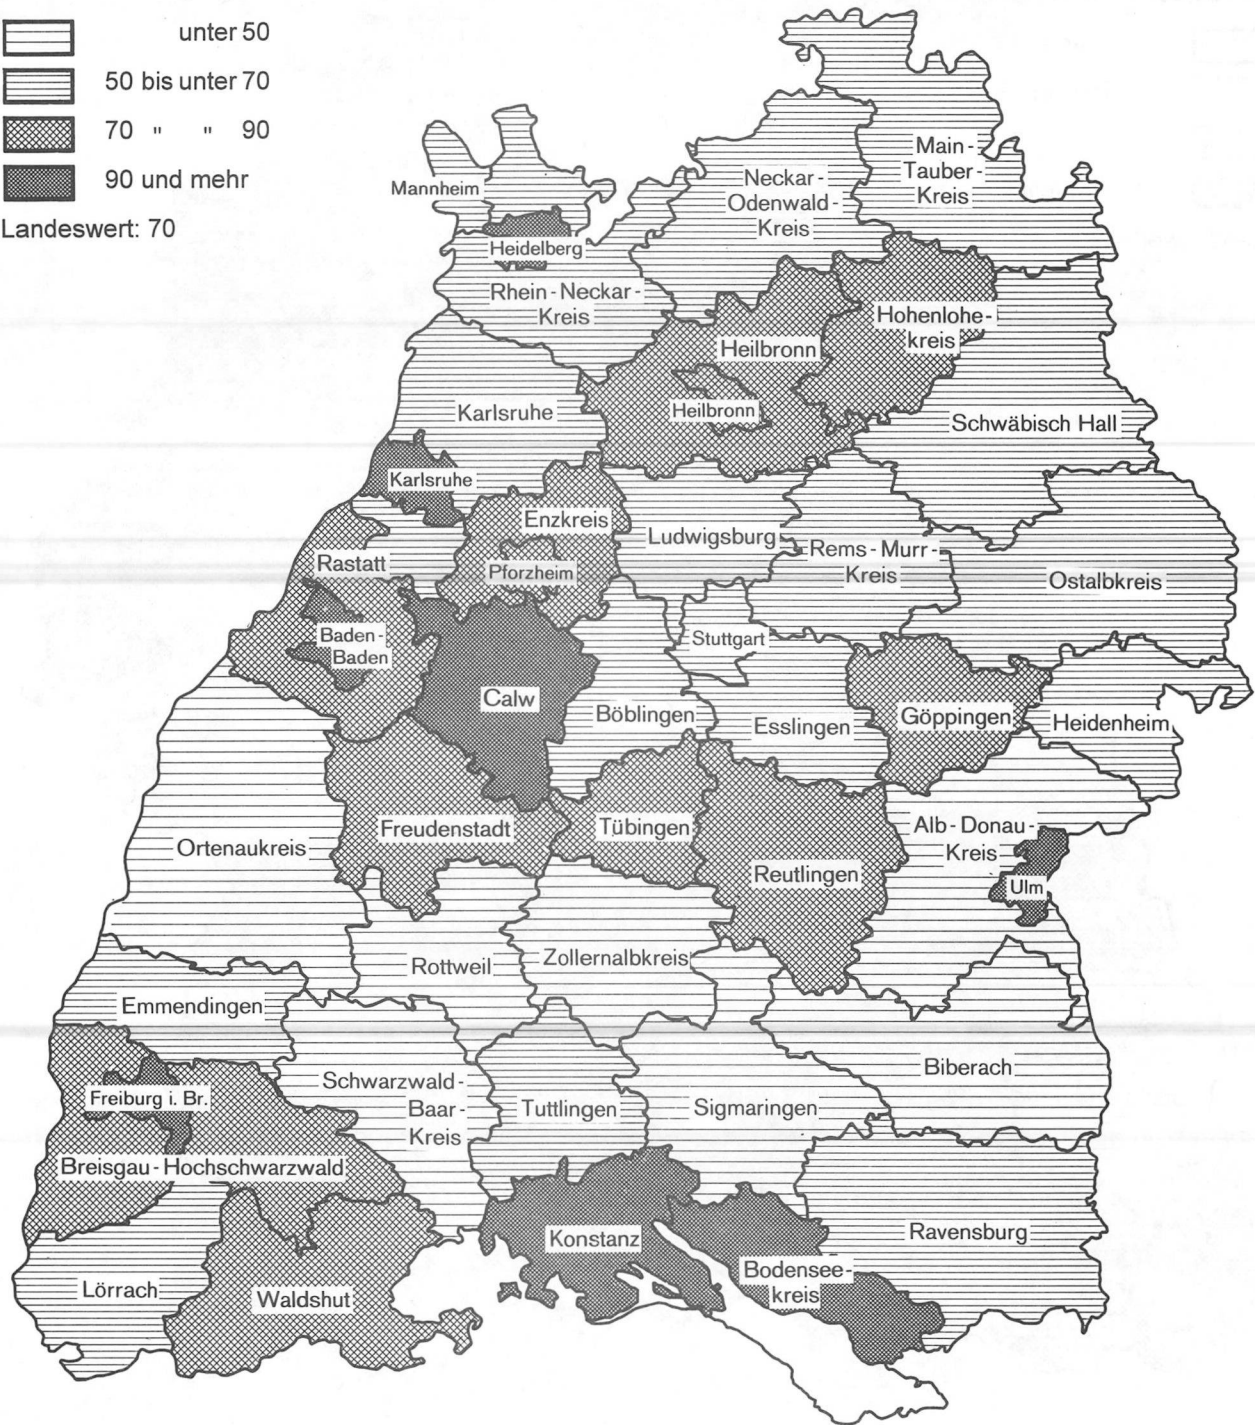 unter 50
50 bis unter 70
70 " " 90
90 und mehr
Landeswert: 70
Main-
Tauber-
Kreis
Mannheim
Neckar-
Odenwald-
Kreis
Heidelberg
Rhein-Neckar-
Kreis
Hohenlohe-
kreis
Heilbronn
Heilbronn
Karlsruhe
Schwäbisch Hall
Karlsruhe
Enzkreis
Ludwigsburg
Rems-Murr-
Kreis
Rastatt
Pforzheim
Ostalbkreis
Baden-
Baden
Stuttgart
Calw
Böblingen
Esslingen
Göppingen
Heidenheim
Ortenaukreis
Freudenstadt
Tübingen
Alb-Donau-
Kreis
Reutlingen
Ulm
Rottweil
Zollernalbkreis
Emmendingen
Biberach
Schwarzwald-
Baar-
Kreis
Freiburg i. Br.
Tuttlingen
Sigmaringen
Breisgau-Hochschwarzwald
Konstanz
Ravensburg
Bodensee-
kreis
Lörrach
Waldshut